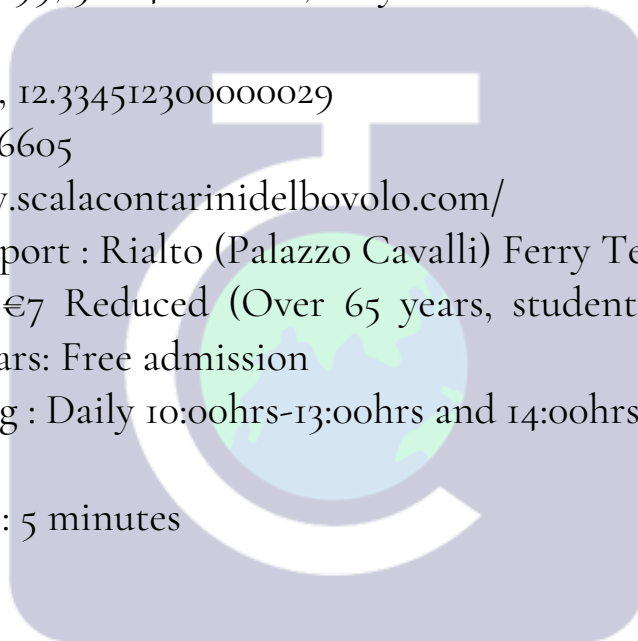 , 12.334512300000029
6605
v.scalacontarinidelbovolo.com/
port : Rialto (Palazzo Cavalli) Ferry Te
€7 Reduced (Over 65 years, student
ars: Free admission
g : Daily 10:00hrs-13:00hrs and 14:00hrs
: 5 minutes